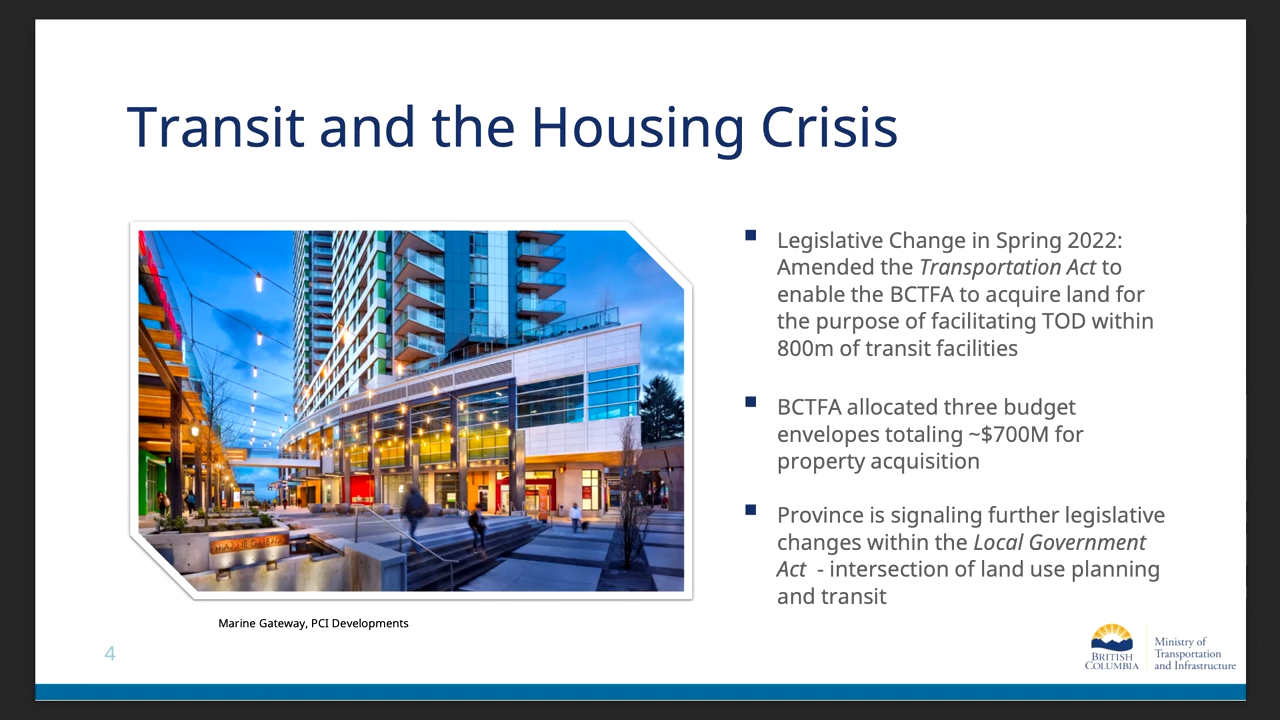 Transit and the Housing Crisis
Legislative Change in Spring 2022:
Amended the Transportation Act to
enable the BCTFA to acquire land for
the purpose of facilitating TOD within
800m of transit facilities
BCTFA allocated three budget
envelopes totaling ~$700M for
property acquisition
Province is signaling further legislative
changes within the Local Government
Act - intersection of land use planning
and transit
MARINE GATEWAY
Marine Gateway, PCI Developments
4
BRITISH
COLUMBIA
Ministry of
Transportation
and Infrastructure